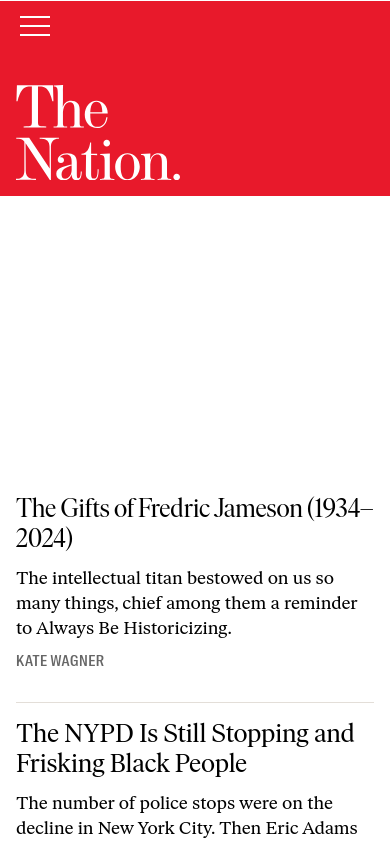 The
Nation.
The Gifts of Fredric Jameson (1934–
2024)
The intellectual titan bestowed on us so
many things, chief among them a reminder
to Always Be Historicizing.
KATE WAGNER
The NYPD Is Still Stopping and
Frisking Black People
The number of police stops were on the
decline in New York City. Then Eric Adams